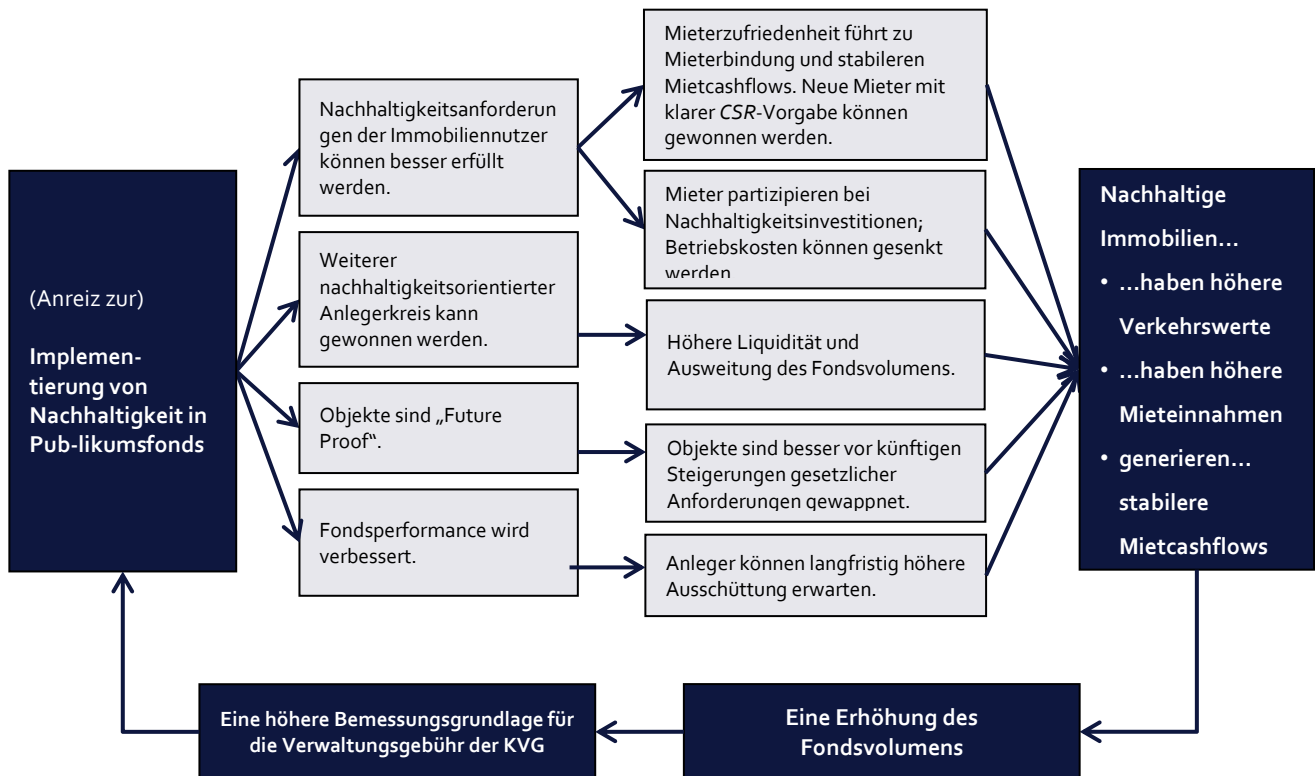 (Anreiz zur)
Implemen-
tierung von
Nachhaltigkeit in
Pub-likumsfonds
Nachhaltigkeitsanforderun
gen der Immobiliennutzer
können besser erfüllt
werden.
Weiterer
nachhaltigkeitsorientierter
Anlegerkreis kann
gewonnen werden.
Objekte sind „Future
Proof“.
Fondsperformance wird
verbessert.
Mieterzufriedenheit führt zu
Mieterbindung und stabileren
Mietcashflows. Neue Mieter mit
klarer CSR-Vorgabe können
gewonnen werden.
Mieter partizipieren bei
Nachhaltigkeitsinvestitionen;
Betriebskosten können gesenkt
werden
Höhere Liquidität und
Ausweitung des Fondsvolumens.
Objekte sind besser vor künftigen
Steigerungen gesetzlicher
Anforderungen gewappnet.
Anleger können langfristig höhere
Ausschüttung erwarten.
Nachhaltige
Immobilien...
• ...haben höhere
Verkehrswerte
• ...haben höhere
Mieteinnahmen
• generieren...
stabilere
Mietcashflows
Eine Erhöhung des
Fondsvolumens
Eine höhere Bemessungsgrundlage für
die Verwaltungsgebühr der KVG